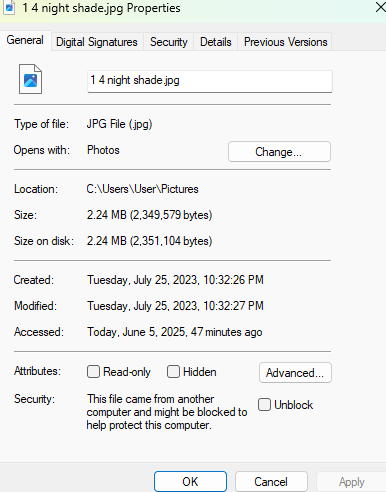 1 4 night shade.jpg Properties
General Digital Signatures Security Details Previous Versions
1 4 night shade.jpg
Type of file: JPG File (.jpg)
Opens with: Photos Change...
Location: C:\Users\User\Pictures
Size: 2.24 MB (2,349,579 bytes)
Size on disk: 2.24 MB (2,351,104 bytes)
Created: Tuesday, July 25, 2023, 10:32:26 PM
Modified: Tuesday, July 25, 2023, 10:32:27 PM
Accessed: Today, June 5, 2025, 47 minutes ago
Attributes: Read-only Hidden Advanced...
Security: This file came from another
computer and might be blocked to Unblock
help protect this computer.
OK Cancel Apply